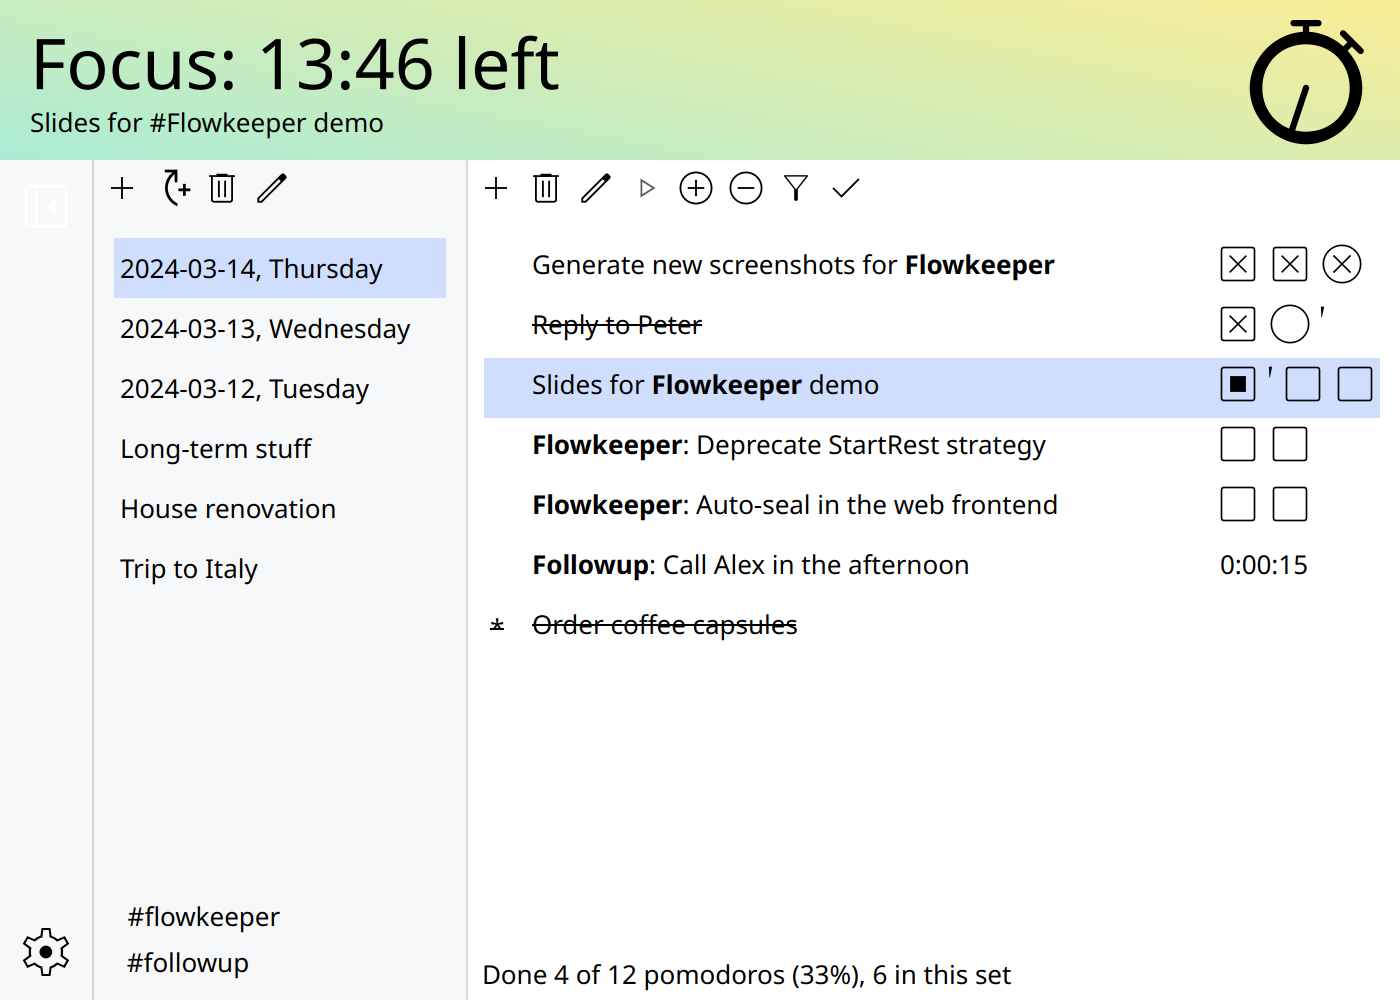 Focus: 13:46 left
Slides for #Flowkeeper demo
2024-03-14, Thursday
2024-03-13, Wednesday
2024-03-12, Tuesday
Long-term stuff
House renovation
Trip to Italy
#flowkeeper
#followup
Generate new screenshots for Flowkeeper
Reply to Peter '
Slides for Flowkeeper demo '
Flowkeeper: Deprecate StartRest strategy
Flowkeeper: Auto-seal in the web frontend
Followup: Call Alex in the afternoon 0:00:15
* Order coffee capsules
Done 4 of 12 pomodoros (33%), 6 in this set